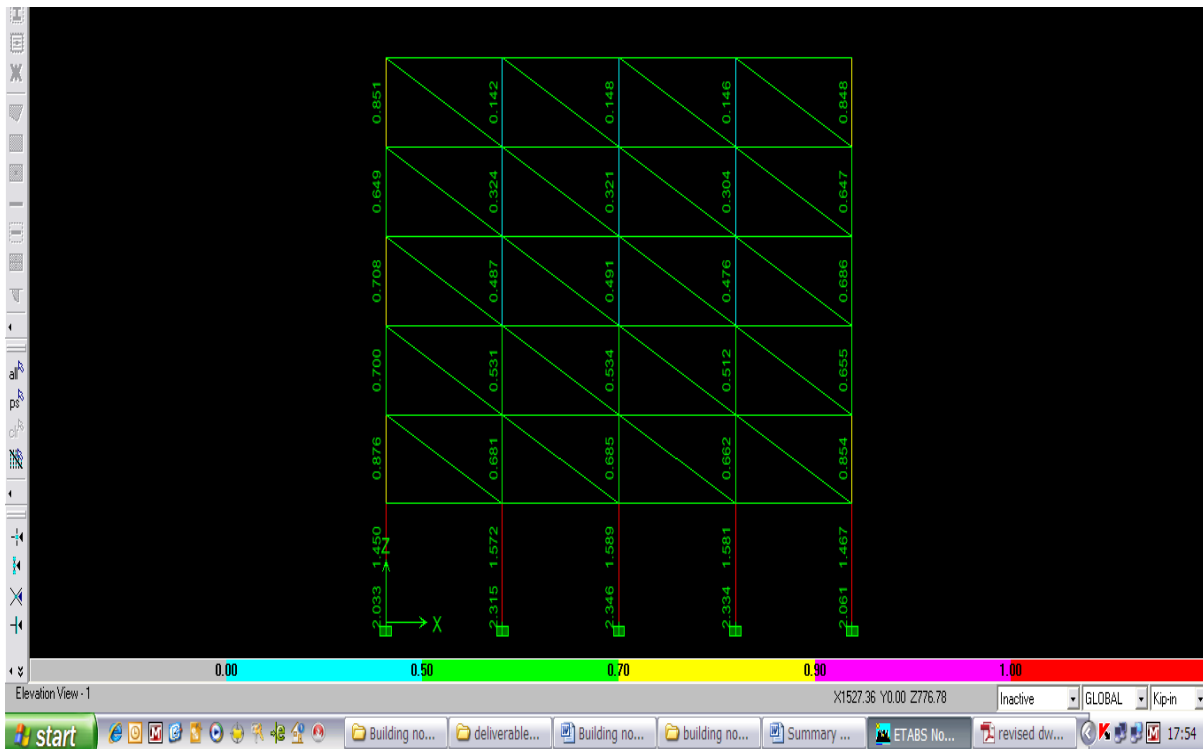 0.851 0.142 0.148 0.146 0.848
0.649 0.324 0.321 0.304 0.647
0.708 0.487 0.491 0.476 0.686
0.700 0.531 0.534 0.512 0.655
0.876 0.681 0.685 0.662 0.854
1.450 1.572 1.589 1.581 1.467
Z
2.033 2.315 2.346 2.334 2.061
X
all
ps
clr
0.00 0.50 0.70 0.90 1.00
Elevation View - 1 X1527.36 Y0.00 Z776.78 Inactive GLOBAL Kip-in
start Building no... deliverable... Building no... building no... Summary ... ETABS No... revised dw... 17:54